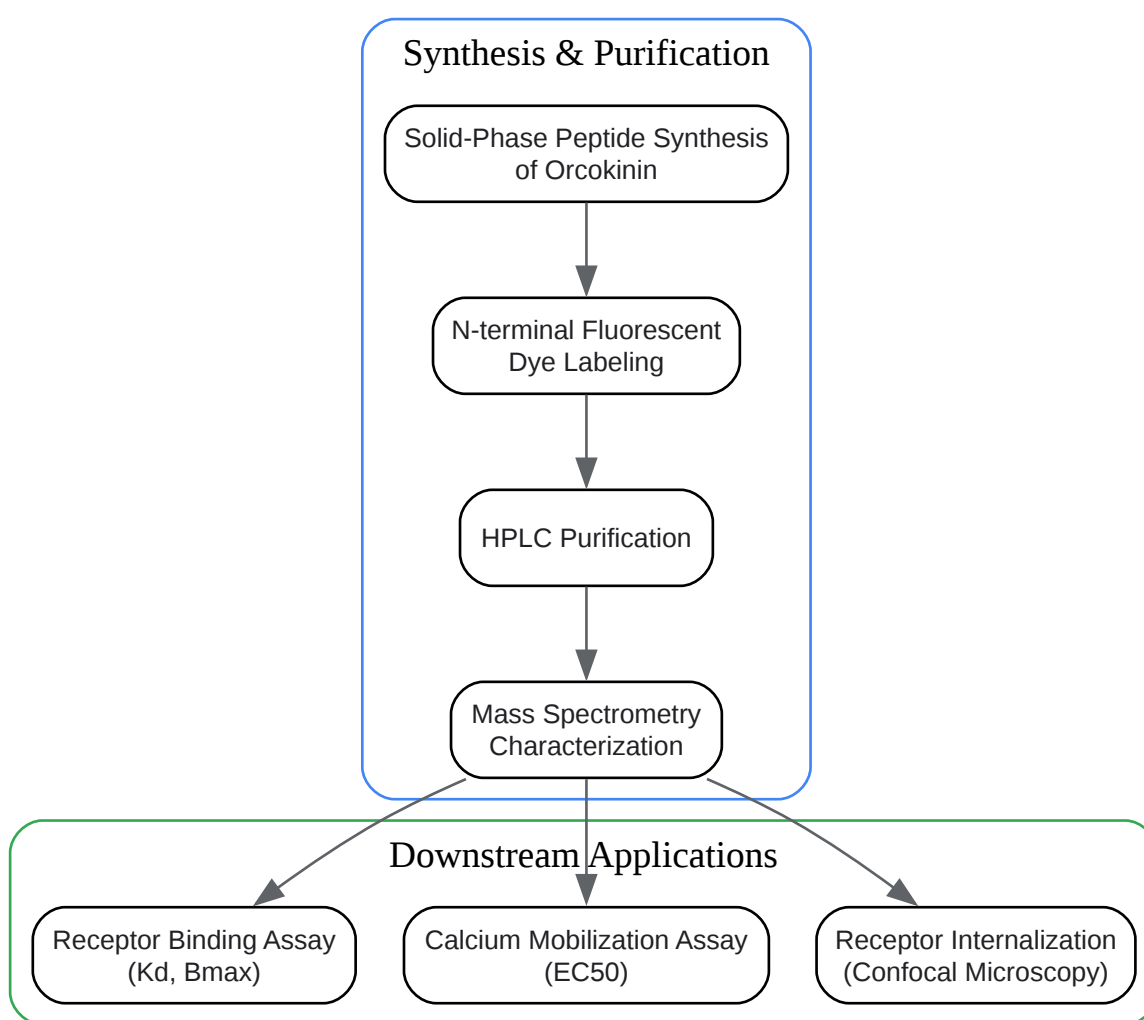 Synthesis & Purification
Solid-Phase Peptide Synthesis
of Orcokinin
N-terminal Fluorescent
Dye Labeling
HPLC Purification
Mass Spectrometry
Characterization
Downstream Applications
Receptor Binding Assay
(Kd, Bmax)
Calcium Mobilization Assay
(EC50)
Receptor Internalization
(Confocal Microscopy)